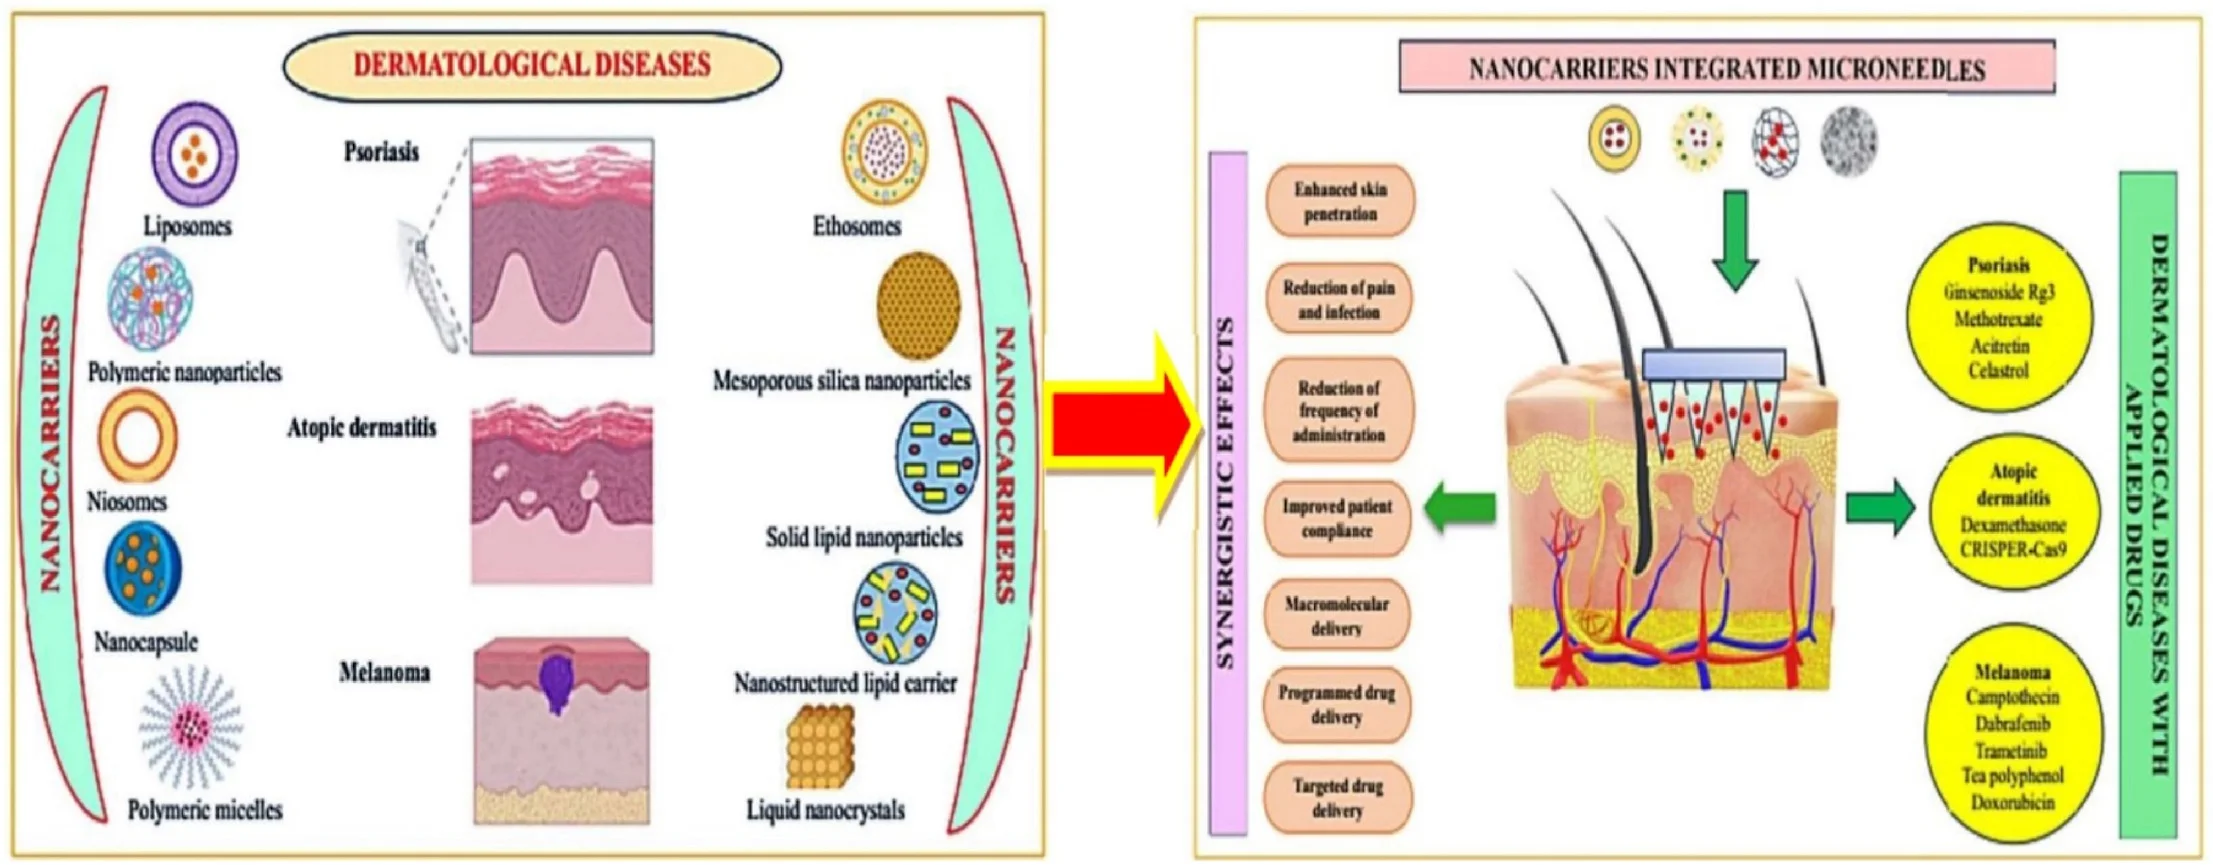 DERMATOLOGICAL DISEASES
NANOCARRIERS
Liposomes
Polymeric nanoparticles
Niosomes
Nanocapsule
Polymeric micelles
Psoriasis
Atopic dermatitis
Melanoma
Ethosomes
Mesoporous silica nanoparticles
Solid lipid nanoparticles
Nanostructured lipid carrier
Liquid nanocrystals
NANOCARRIERS
NANOCARRIERS INTEGRATED MICRONEEDLES
SYNERGISTIC EFFECTS
Enhanced skin
penetration
Reduction of pain
and infection
Reduction of
frequency of
administration
Improved patient
compliance
Macromolecular
delivery
Programmed drug
delivery
Targeted drug
delivery
Psoriasis
Ginsenoside Rg3
Methotrexate
Acitretin
Celastrol
Atopic
dermatitis
Dexamethasone
CRISPER-Cas9
Melanoma
Camptothecin
Dabrafenib
Trametinib
Tea polyphenol
Doxorubicin
DERMATOLOGICAL DISEASES WITH
APPLIED DRUGS